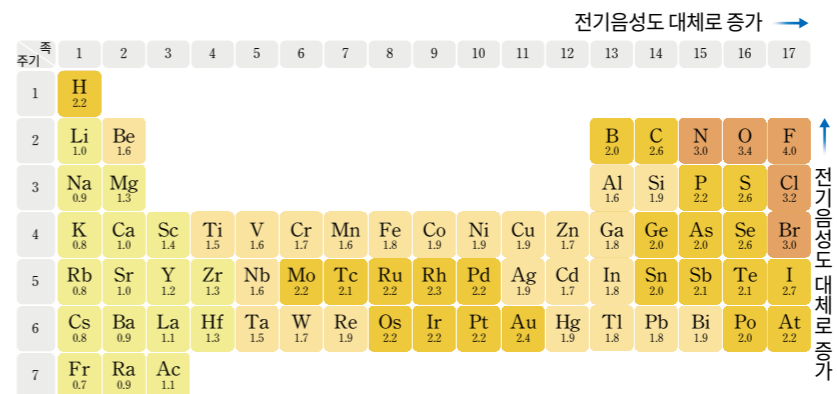 전기음성도 대체로 증가
족
주기
1 2 3 4 5 6 7 8 9 10 11 12 13 14 15 16 17
1 H
2.2
2 Li Be B C N O F
1.0 1.6 2.0 2.6 3.0 3.4 4.0
3 Na Mg Al Si P S Cl
0.9 1.3 1.6 1.9 2.2 2.6 3.2
4 K Ca Sc Ti V Cr Mn Fe Co Ni Cu Zn Ga Ge As Se Br
0.8 1.0 1.4 1.5 1.6 1.7 1.6 1.8 1.9 1.9 1.9 1.7 1.8 2.0 2.0 2.6 3.0
5 Rb Sr Y Zr Nb Mo Tc Ru Rh Pd Ag Cd In Sn Sb Te I
0.8 1.0 1.2 1.3 1.6 2.2 2.1 2.2 2.3 2.2 1.9 1.7 1.8 2.0 2.1 2.1 2.7
6 Cs Ba La Hf Ta W Re Os Ir Pt Au Hg Tl Pb Bi Po At
0.8 0.9 1.1 1.3 1.5 1.7 1.9 2.2 2.2 2.2 2.4 1.9 1.8 1.8 1.9 2.0 2.2
7 Fr Ra Ac
0.7 0.9 1.1
전기음성도 대체로 증가